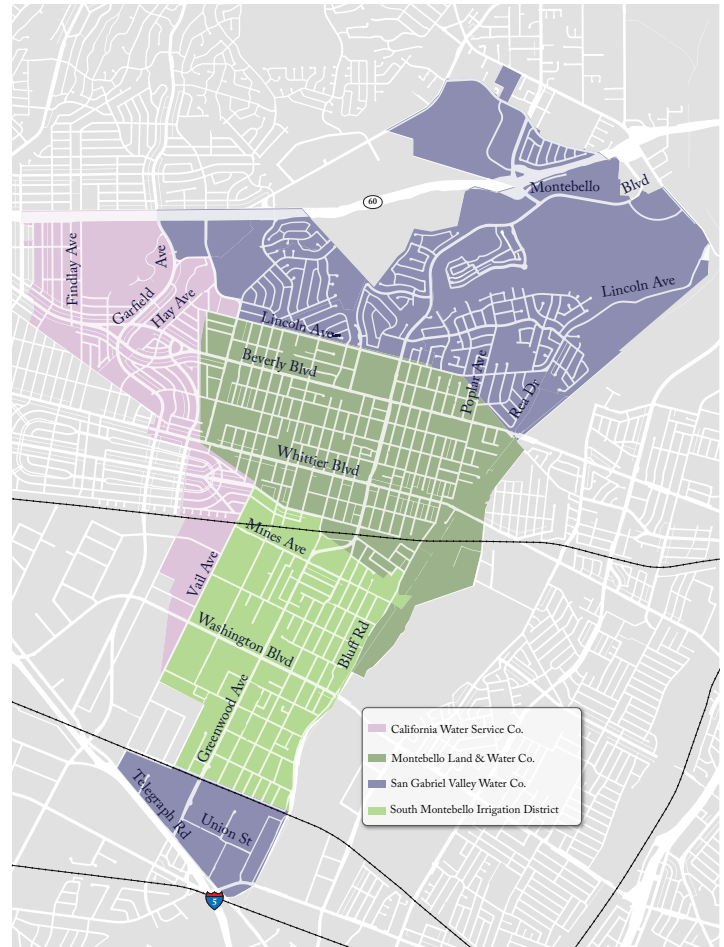 60
Montebello
Blvd
Findlay Ave
Ave
Garfield
Hay Ave
Lincoln Ave
Lincoln Ave
Beverly Blvd
Poplar Ave
Rea Dr
Whittier Blvd
Mines Ave
Vail Ave
Washington Blvd
Bluff Rd
Greenwood Ave
California Water Service Co.
Montebello Land & Water Co.
San Gabriel Valley Water Co.
South Montebello Irrigation District
Telegraph Rd
Union St
5